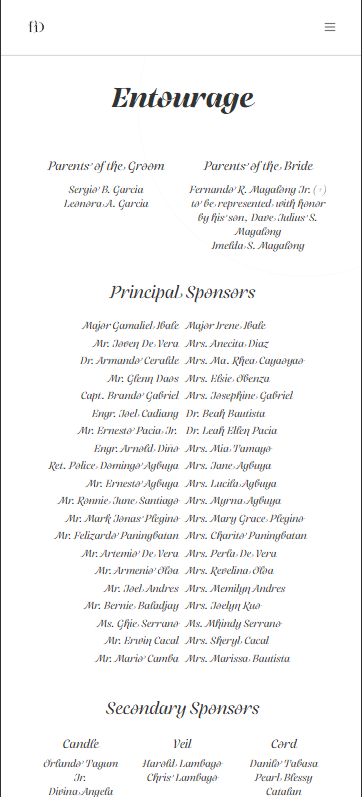 Entourage
Parents of the Groom
Sergio B. Garcia
Leonora A. Garcia
Parents of the Bride
Fernando R. Magalong Jr. (+)
to be represented with honor
by his son, Dave Julius S.
Magalong
Imelda S. Magalong
Principal Sponsors
Major Gamaliel Ibale Major Irene Ibale
Mr. Joven De Vera Mrs. Anecita Diaz
Dr. Armando Ceralde Mrs. Ma. Rhea Cayaoyao
Mr. Glenn Daos Mrs. Elsie Obenza
Capt. Brando Gabriel Mrs. Josephine Gabriel
Engr. Joel Cadiang Dr. Beah Bautista
Mr. Ernesto Pacia Jr. Dr. Leah Ellen Pacia
Engr. Arnold Diño Mrs. Mia Tamayo
Ret. Police Domingo Agbuya Mrs. Jane Agbuya
Mr. Ernesto Agbuya Mrs. Lucila Agbuya
Mr. Ronnie June Santiago Mrs. Myrna Agbuya
Mr. Mark Jonas Plegino Mrs. Mary Grace Plegino
Mr. Felizardo Paningbatan Mrs. Charito Paningbatan
Mr. Artemio De Vera Mrs. Perla De Vera
Mr. Armenio Oloa Mrs. Revelina Oloa
Mr. Joel Andres Mrs. Memilyn Andres
Mr. Bernie Baladjay Mrs. Joelyn Kuo
Ms. Ghie Serrano Ms. Mhindy Serrano
Mr. Erwin Cacal Mrs. Sheryl Cacal
Mr. Mario Camba Mrs. Marissa Bautista
Secondary Sponsors
Candle
Orlando Tagum
Jr.
Divina Angela
Veil
Harold Lambayo
Chris Lambayo
Cord
Danilo Tabasa
Pearl Blessy
Catalan